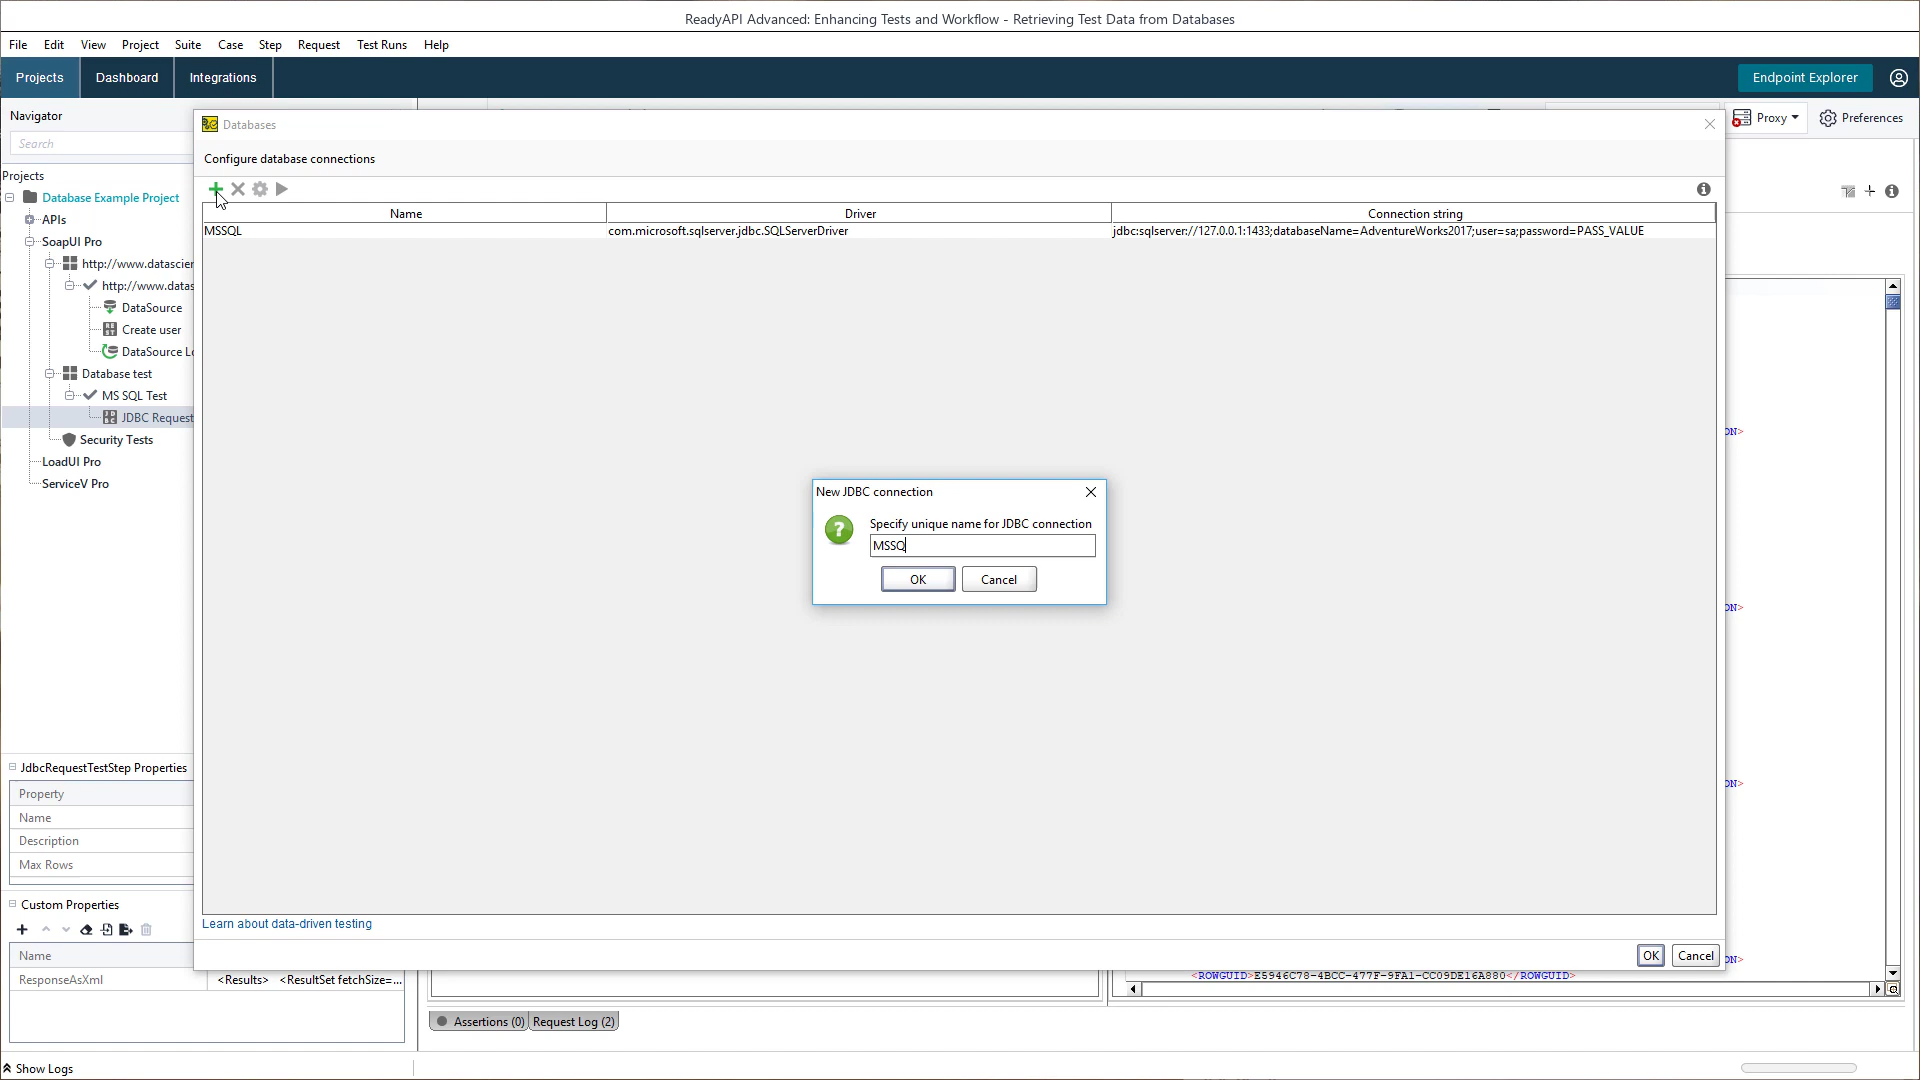 ReadyAPI Advanced: Enhancing Tests and Workflow - Retrieving Test Data from Databases
File Edit View Project Suite Case Step Request Test Runs Help
Projects Dashboard Integrations Endpoint Explorer
Navigator
Databases
Proxy Preferences
Search
Configure database connections
Projects
Database Example Project
Name Driver Connection string
APIs
MSSQL com.microsoft.sqlserver.jdbc.SQLServerDriver jdbc:sqlserver://127.0.0.1:1433;databaseName=AdventureWorks2017;user=sa;password=PASS_VALUE
SoapUI Pro
http://www.datascien
http://www.datas
DataSource
Create user
DataSource Lo
Database test
MS SQL Test
JDBC Request
Security Tests
LoadUI Pro
ServiceV Pro
ON>
New JDBC connection
Specify unique name for JDBC connection
MSSQ
OK Cancel
ON>
JdbcRequestTestStep Properties
Property
Name
Description
Max Rows
ON>
Custom Properties
Learn about data-driven testing
Name
OK Cancel
ON>
ResponseAsXml <Results> <ResultSet fetchSize=...
<ROWGUID>E5946C78-4BCC-477F-9FA1-CC09DE16A880</ROWGUID>
Assertions (0) Request Log (2)
Show Logs